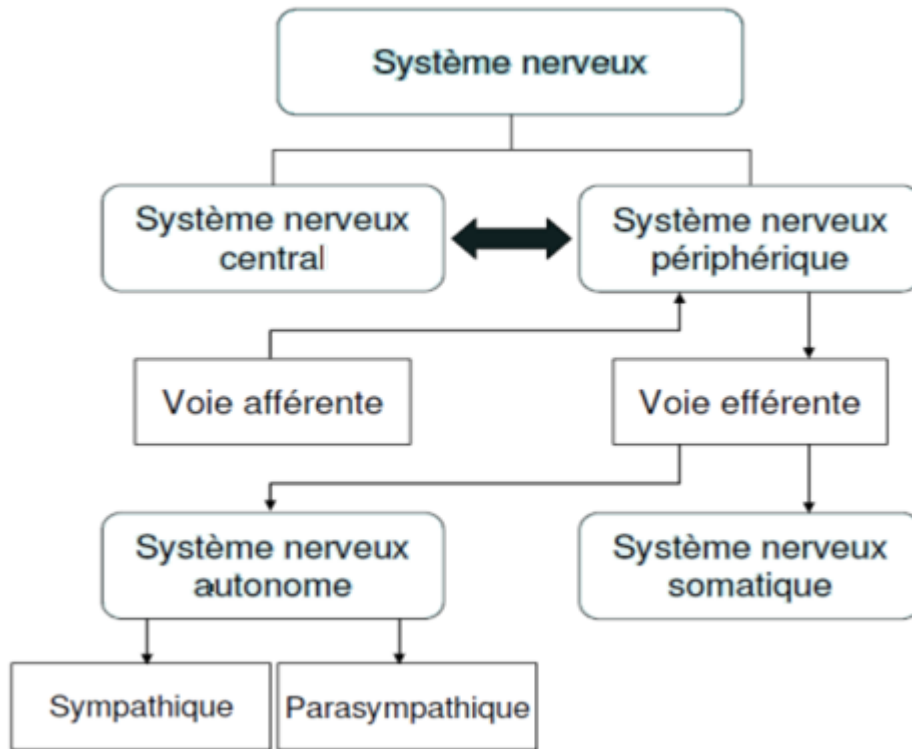 Système nerveux
Système nerveux
central
Système nerveux
périphérique
Voie afférente
Voie efférente
Système nerveux
autonome
Système nerveux
somatique
Sympathique
Parasympathique